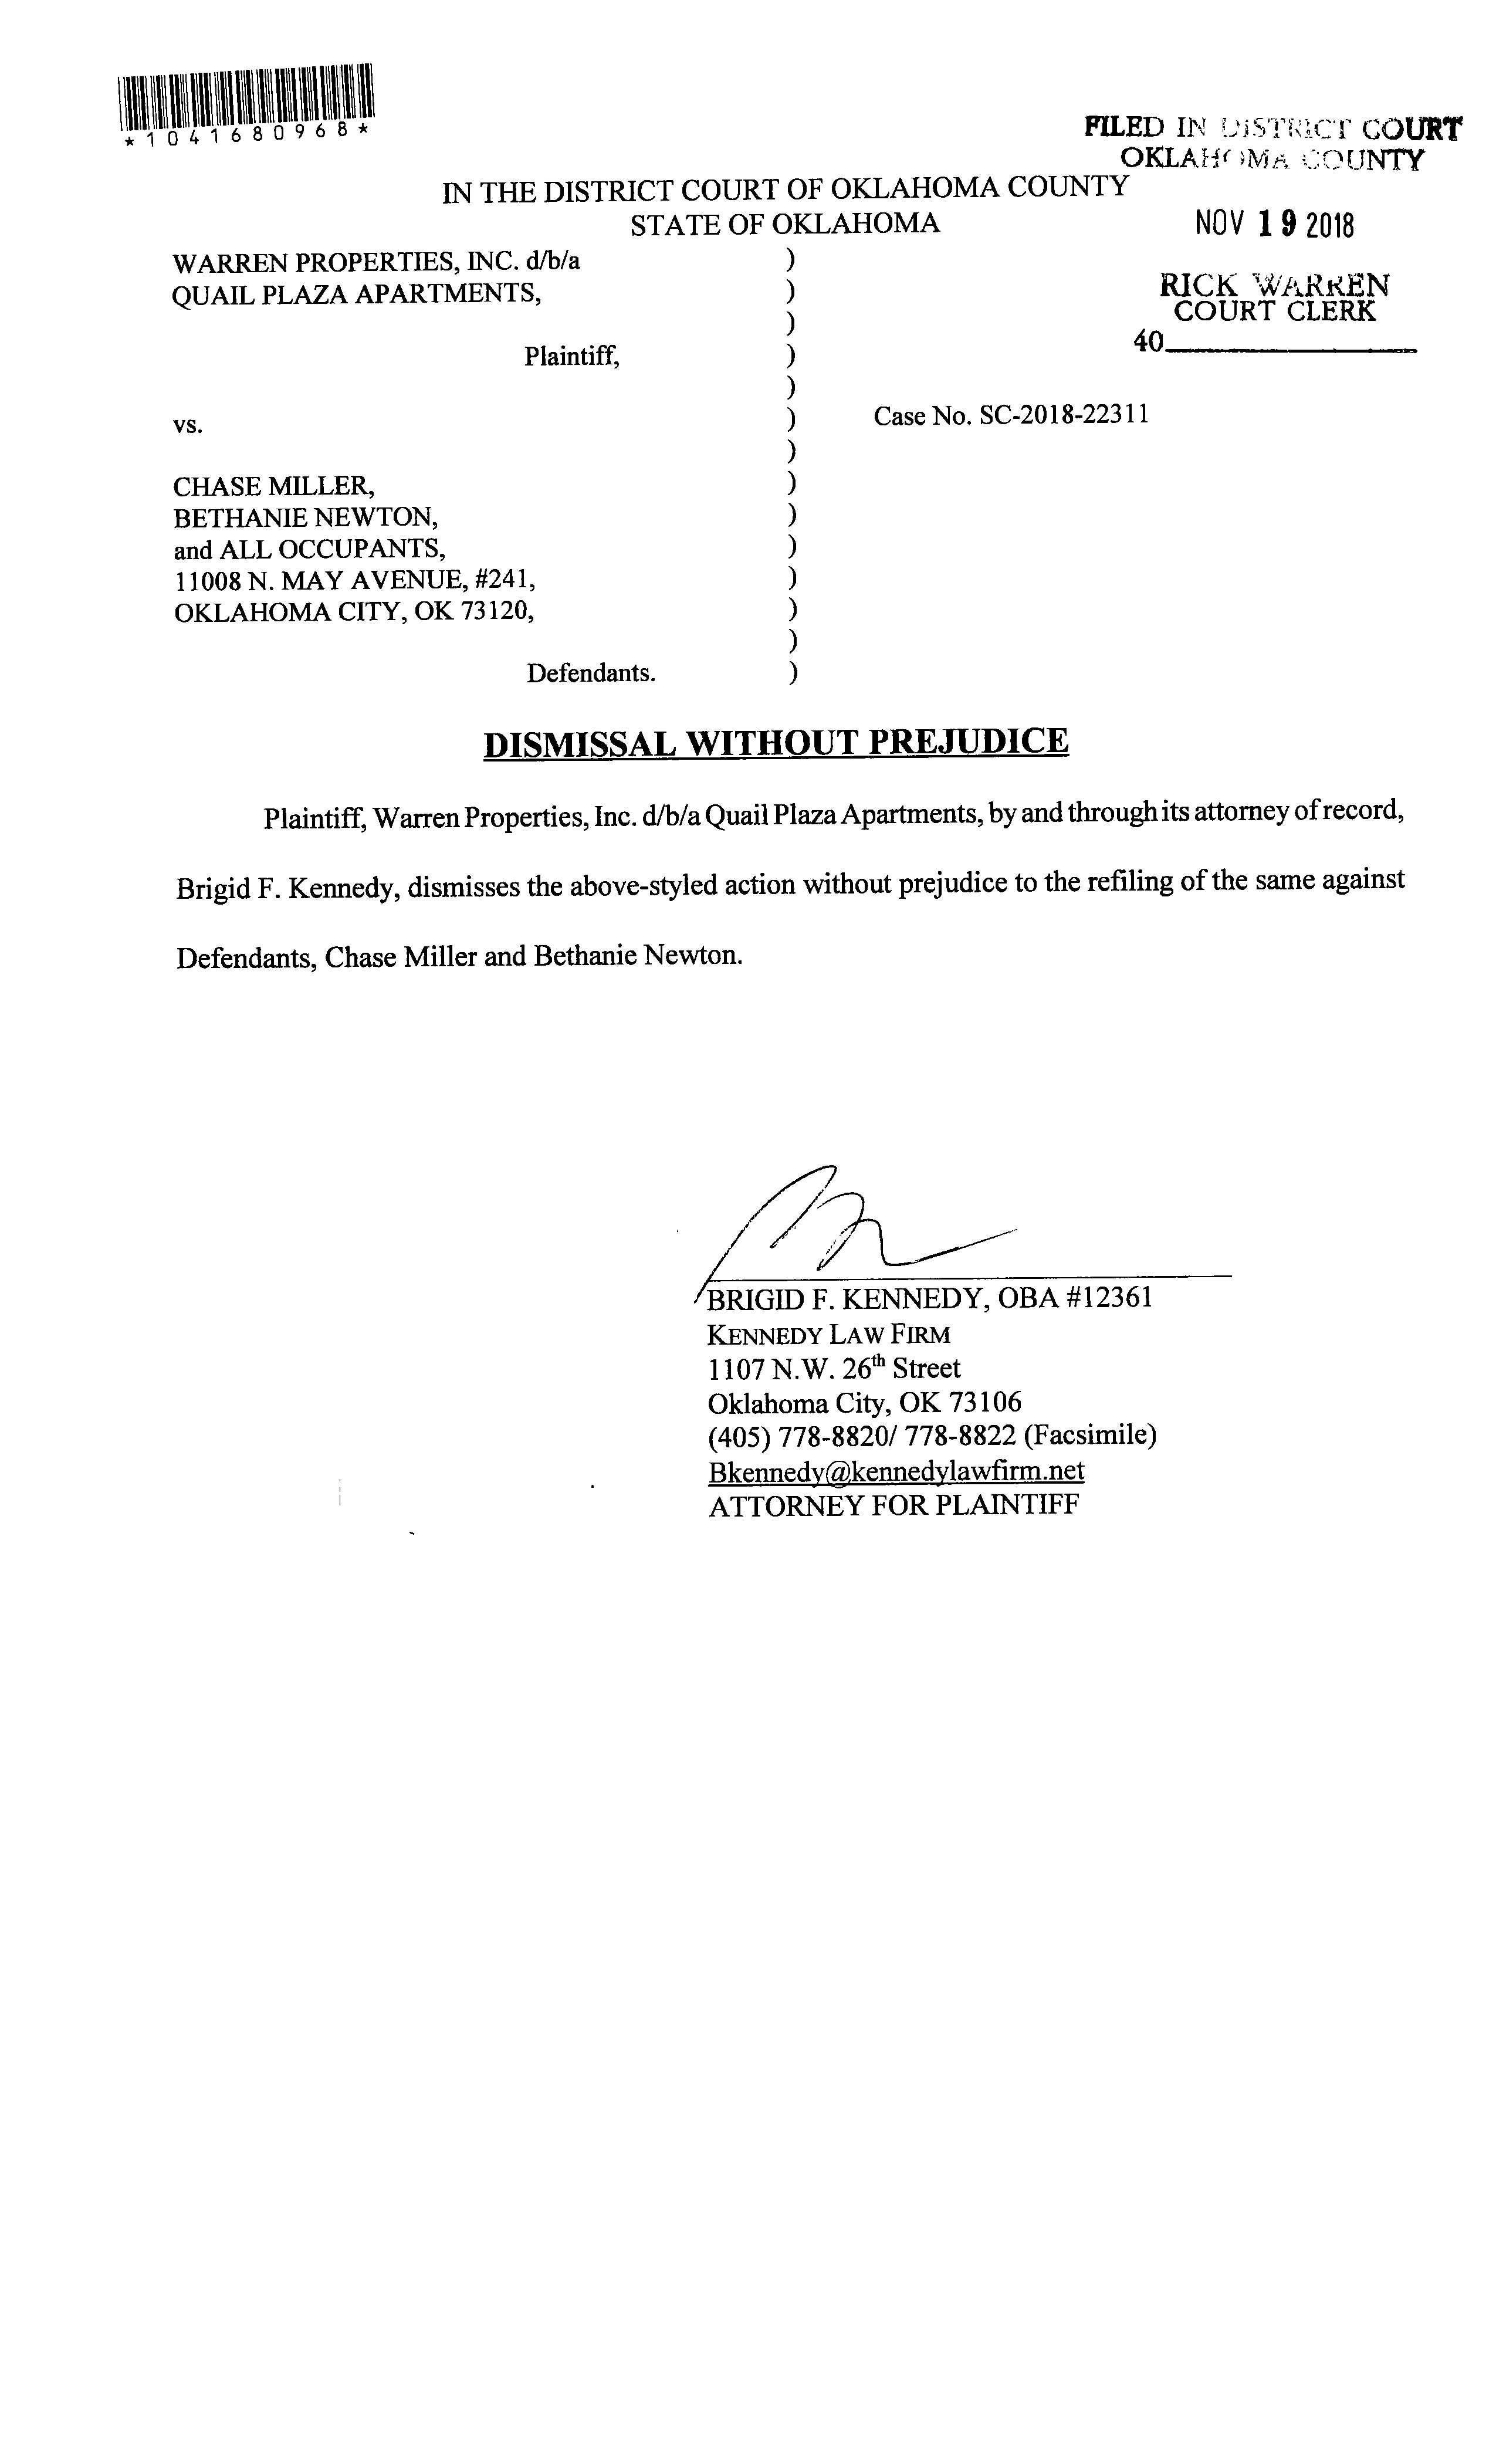 *1041680968*
FILED IN DISTRICT COURT
OKLAHOMA COUNTY
IN THE DISTRICT COURT OF OKLAHOMA COUNTY
STATE OF OKLAHOMA
NOV 19 2018
WARREN PROPERTIES, INC. d/b/a )
QUAIL PLAZA APARTMENTS, )
RICK WARREN
COURT CLERK
)
40
Plaintiff, )
)
vs. ) Case No. SC-2018-22311
)
CHASE MILLER, )
BETHANIE NEWTON, )
and ALL OCCUPANTS, )
11008 N. MAY AVENUE, #241, )
OKLAHOMA CITY, OK 73120, )
)
Defendants. )
DISMISSAL WITHOUT PREJUDICE
Plaintiff, Warren Properties, Inc. d/b/a Quail Plaza Apartments, by and through its attorney of record,
Brigid F. Kennedy, dismisses the above-styled action without prejudice to the refiling of the same against
Defendants, Chase Miller and Bethanie Newton.
BRIGID F. KENNEDY, OBA #12361
KENNEDY LAW FIRM
1107 N.W. 26th Street
Oklahoma City, OK 73106
(405) 778-8820/ 778-8822 (Facsimile)
Bkennedy@kennedylawfirm.net
ATTORNEY FOR PLAINTIFF